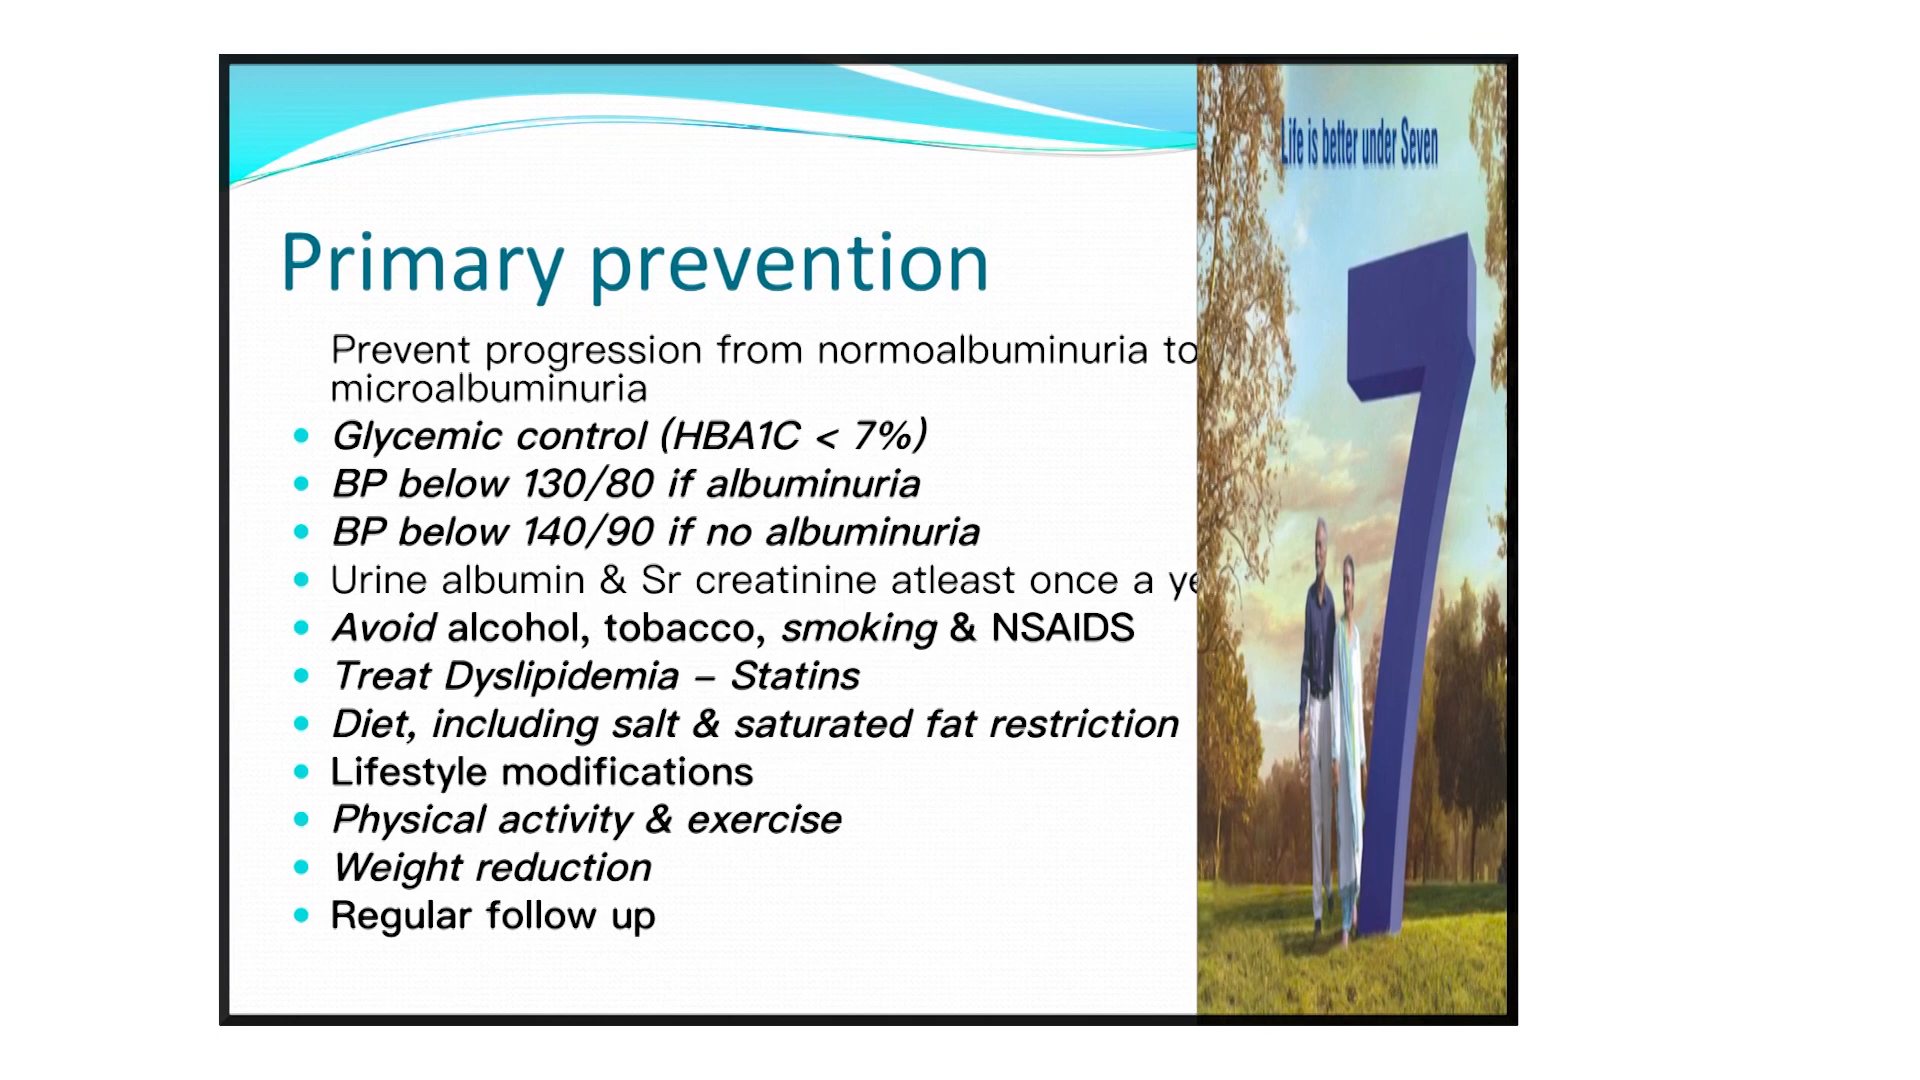 Life is better under Seven
Primary prevention
Prevent progression from normoalbuminuria to
microalbuminuria
Glycemic control (HBA1C < 7%)
BP below 130/80 if albuminuria
BP below 140/90 if no albuminuria
Urine albumin & Sr creatinine atleast once a
Avoid alcohol, tobacco, smoking & NSAIDS
Treat Dyslipidemia – Statins
Diet, including salt & saturated fat restriction
Lifestyle modifications
Physical activity & exercise
Weight reduction
Regular follow up
7